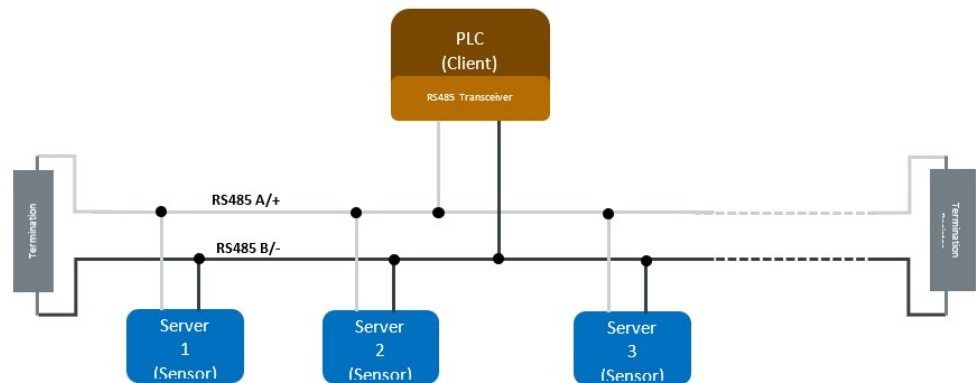 PLC
(Client)
RS485 Transceiver
RS485 A/+
RS485 B/-
Termination
Termination
Server
1
(Sensor)
Server
2
(Sensor)
Server
3
(Sensor)